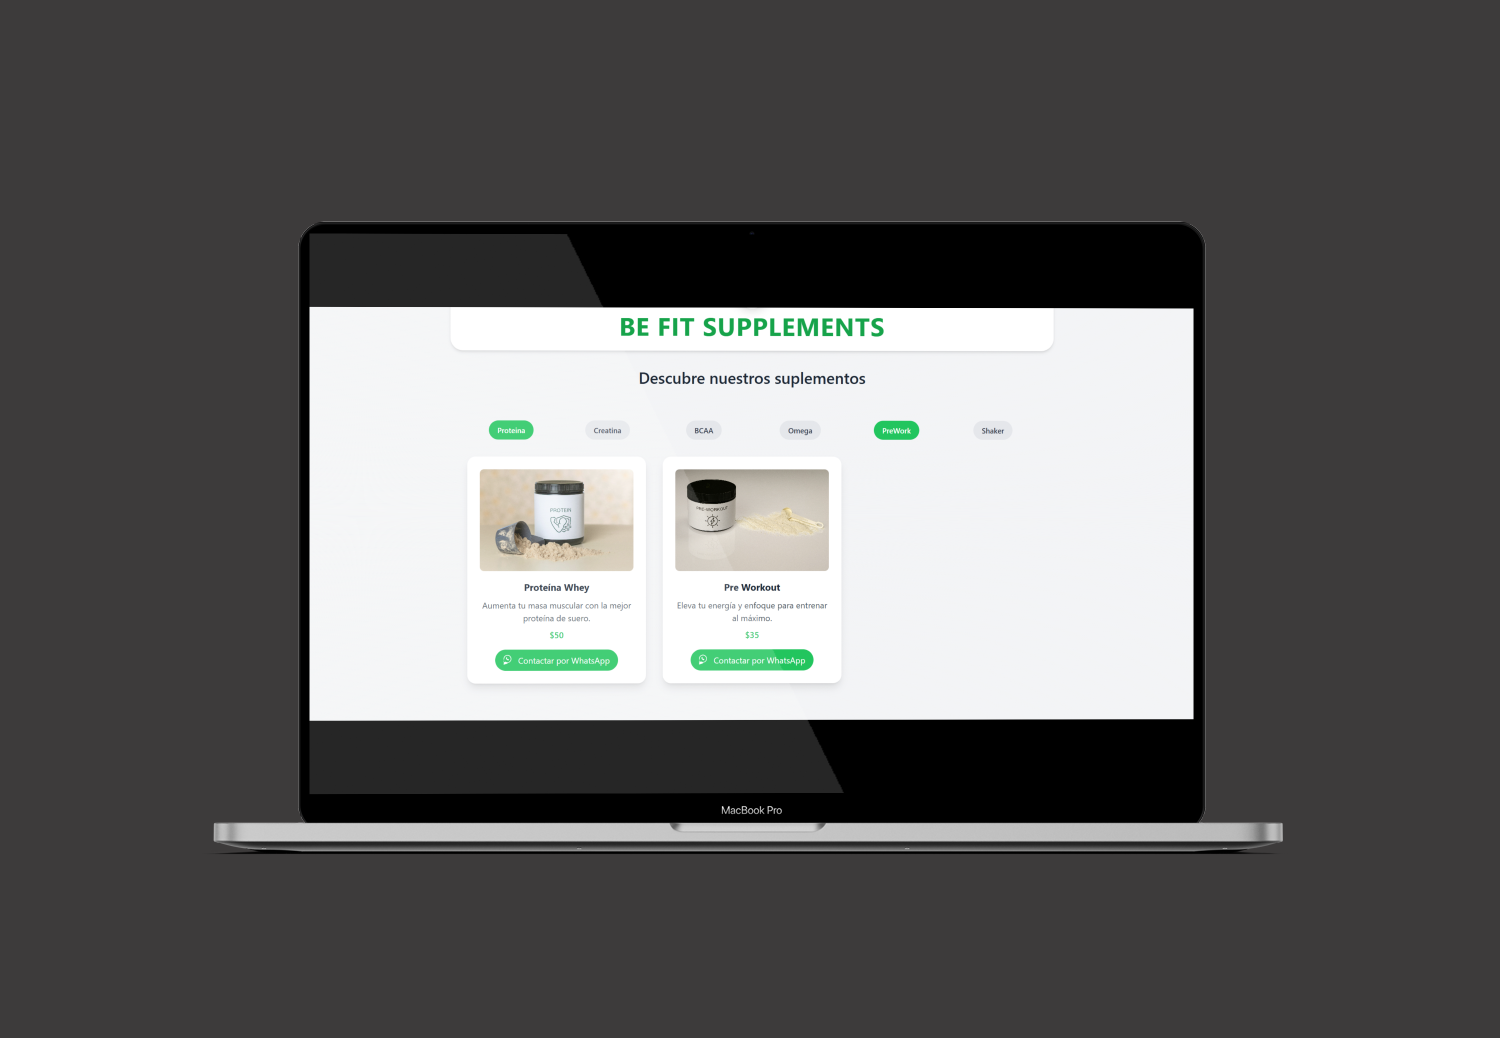 BE FIT SUPPLEMENTS
Descubre nuestros suplementos
Proteína
Creatina
BCAA
Omega
PreWork
Shaker
PROTEIN
PRE-WORKOUT
Proteína Whey
Aumenta tu masa muscular con la mejor
proteína de suero.
$50
Contactar por WhatsApp
Pre Workout
Eleva tu energía y enfoque para entrenar
al máximo.
$35
Contactar por WhatsApp
MacBook Pro